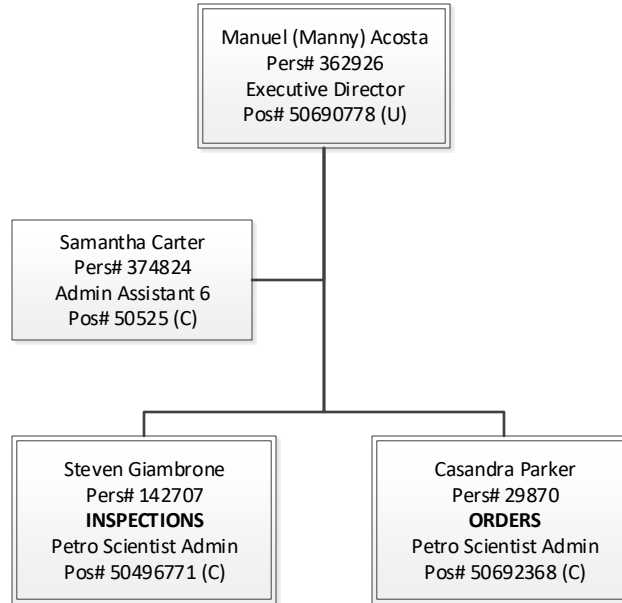 Manuel (Manny) Acosta
Pers# 362926
Executive Director
Pos# 50690778 (U)
Samantha Carter
Pers# 374824
Admin Assistant 6
Pos# 50525 (C)
Steven Giambrone
Pers# 142707
INSPECTIONS
Petro Scientist Admin
Pos# 50496771 (C)
Casandra Parker
Pers# 29870
ORDERS
Petro Scientist Admin
Pos# 50692368 (C)